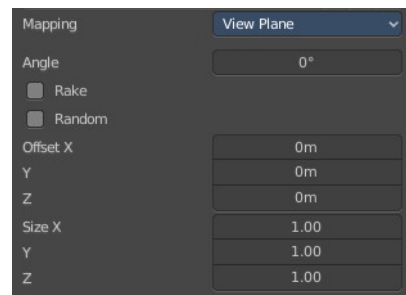 Mapping View Plane
Angle 0°
Rake
Random
Offset X 0m
Y 0m
Z 0m
Size X 1.00
Y 1.00
Z 1.00